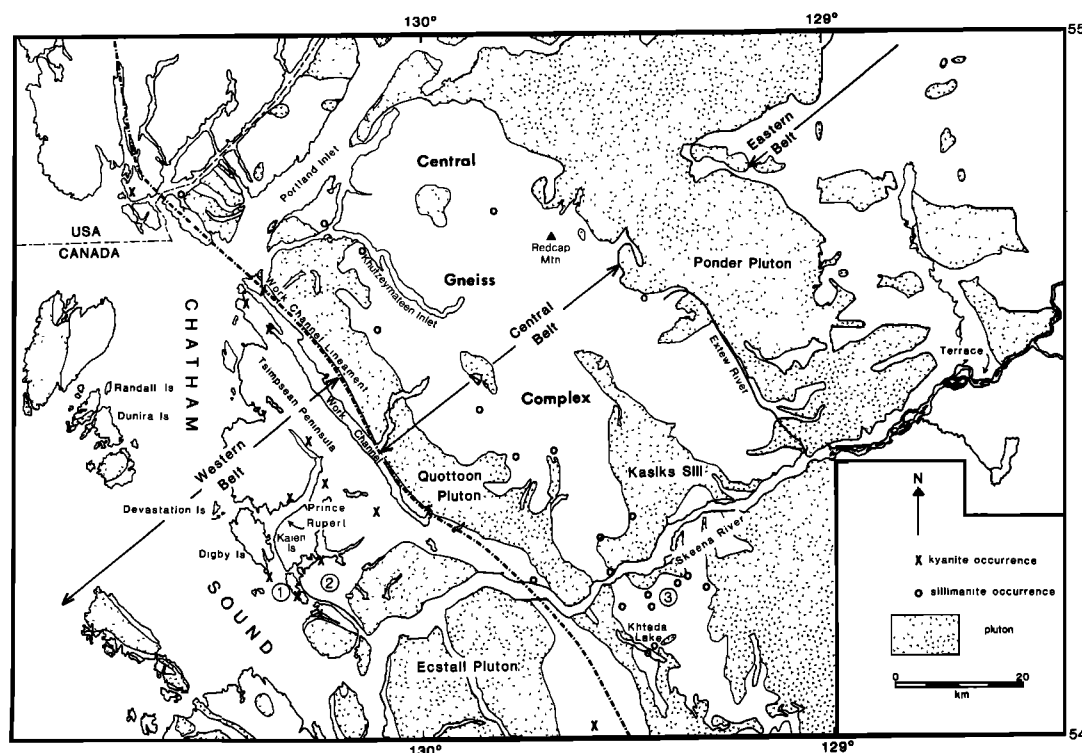 130°
129°
55
Eastern
Belt
Central
Portland Inlet
USA
CANADA
Redcap
Mtn
Ponder Pluton
Khutzeymateen Inlet
Gneiss
Work Channel Lineament
Central
Belt
CHATHAM
Extew River
Terrace
Randall Is
Dunira Is
Tsimpsean Peninsula
Work Channel
Complex
Western
Belt
Quottoon
Pluton
Kasiks Sill
N
Devastation Is
Prince
Rupert
Kaien
Is
Skeena River
Digby Is
x kyanite occurrence
o sillimanite occurrence
1
2
3
SOUND
Khtada
Lake
pluton
Ecstall Pluton
0 20
km
130°
129°
54